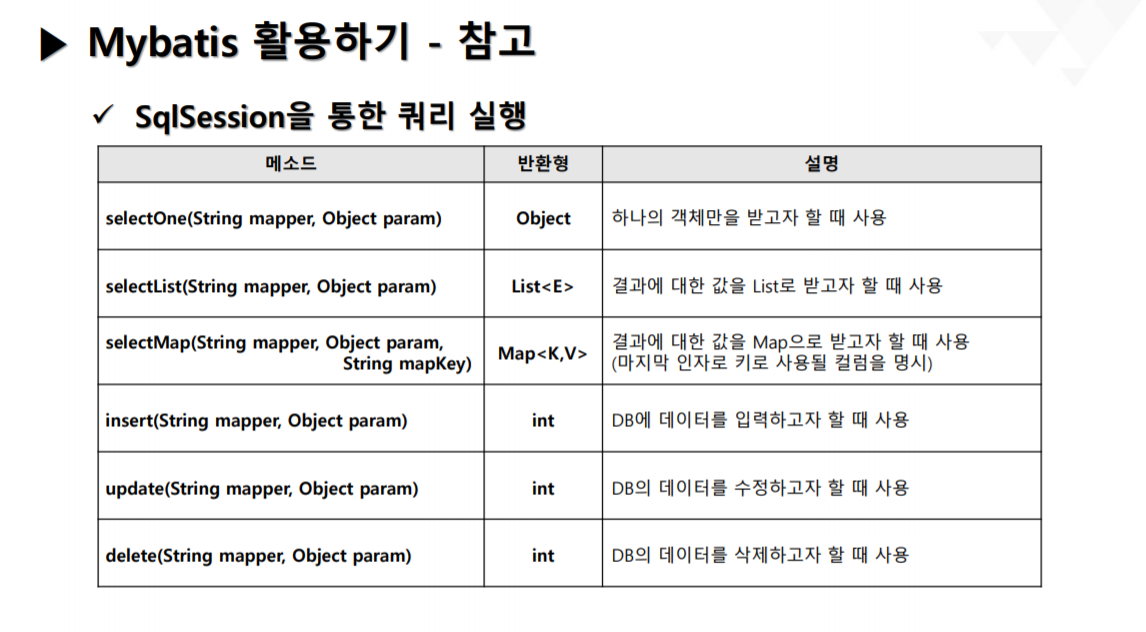 ▶ Mybatis 활용하기 - 참고
✓ SqlSession을 통한 쿼리 실행
메소드 반환형 설명
selectOne(String mapper, Object param) Object 하나의 객체만을 받고자 할 때 사용
selectList(String mapper, Object param) List<E> 결과에 대한 값을 List로 받고자 할 때 사용
selectMap(String mapper, Object param,
String mapKey) Map<K,V> 결과에 대한 값을 Map으로 받고자 할 때 사용
(마지막 인자로 키로 사용될 컬럼을 명시)
insert(String mapper, Object param) int DB에 데이터를 입력하고자 할 때 사용
update(String mapper, Object param) int DB의 데이터를 수정하고자 할 때 사용
delete(String mapper, Object param) int DB의 데이터를 삭제하고자 할 때 사용